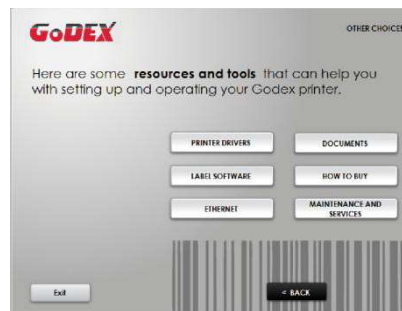 GoDEX
OTHER CHOICES
Here are some resources and tools that can help you
with setting up and operating your Godex printer.
PRINTER DRIVERS
DOCUMENTS
LABEL SOFTWARE
HOW TO BUY
ETHERNET
MAINTENANCE AND
SERVICES
Exit
< BACK